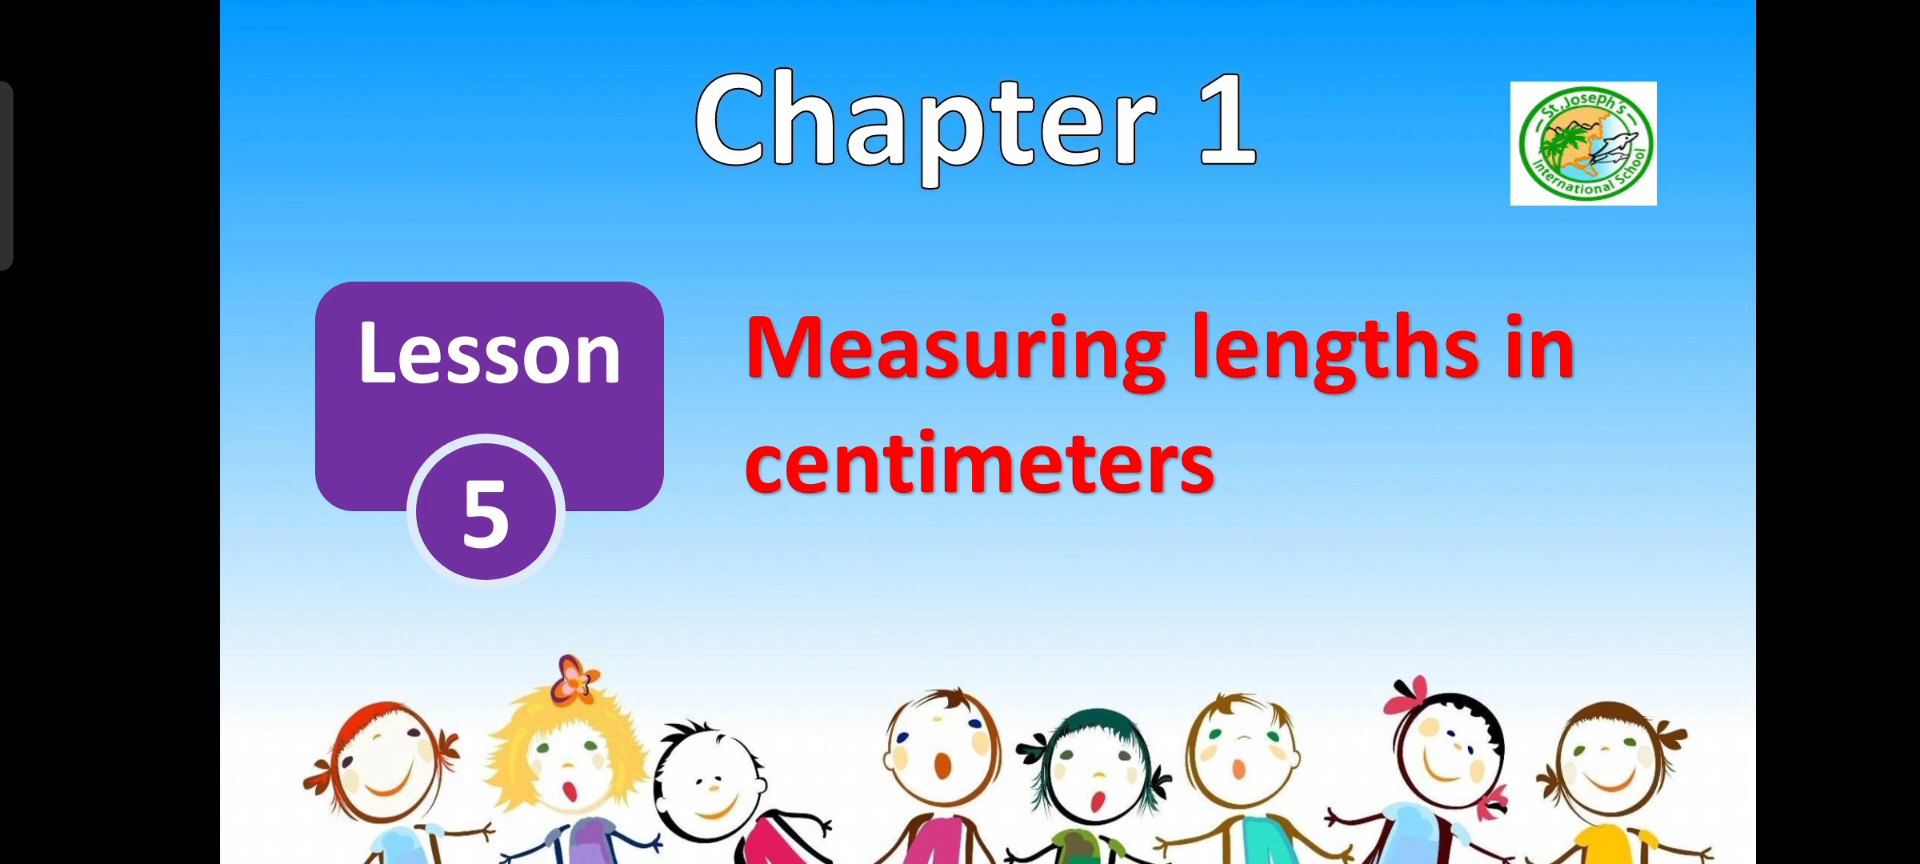 Chapter 1
St.Joseph's
International School
Lesson
5
Measuring lengths in
centimeters